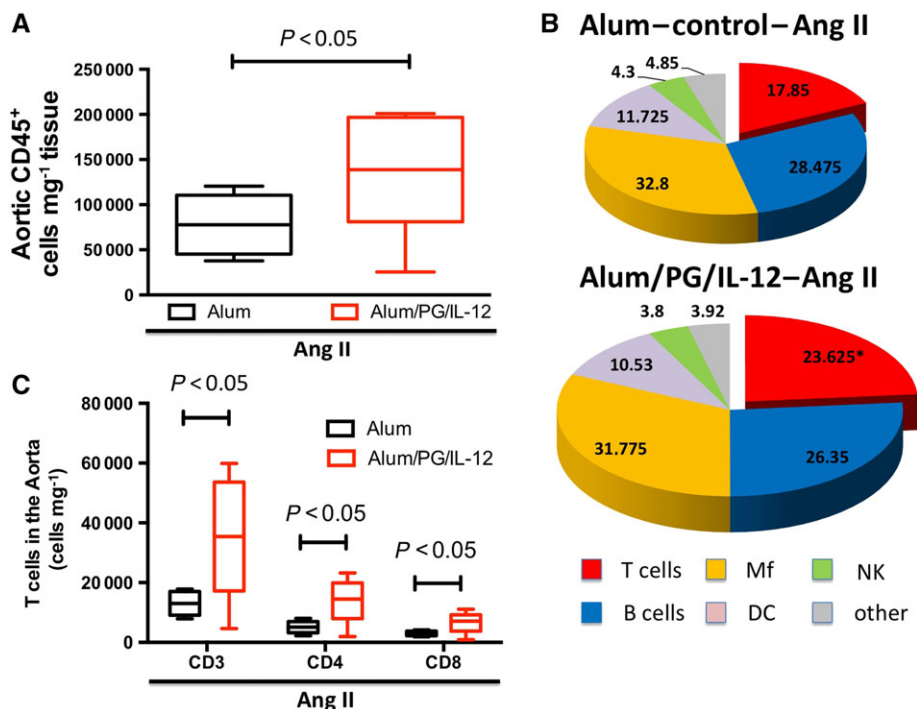 A
P < 0.05
Aortic CD45+
cells mg-1 tissue
250 000
200 000
150 000
100 000
50 000
0
Alum
Alum/PG/IL-12
Ang II
B
Alum–control–Ang II
4.85
4.3
17.85
11.725
28.475
32.8
Alum/PG/IL-12–Ang II
3.8
3.92
23.625*
10.53
31.775
26.35
T cells
Mf
NK
B cells
DC
other
C
P < 0.05
Alum
Alum/PG/IL-12
P < 0.05
P < 0.05
T cells in the Aorta
(cells mg-1)
80 000
60 000
40 000
20 000
0
CD3
CD4
CD8
Ang II